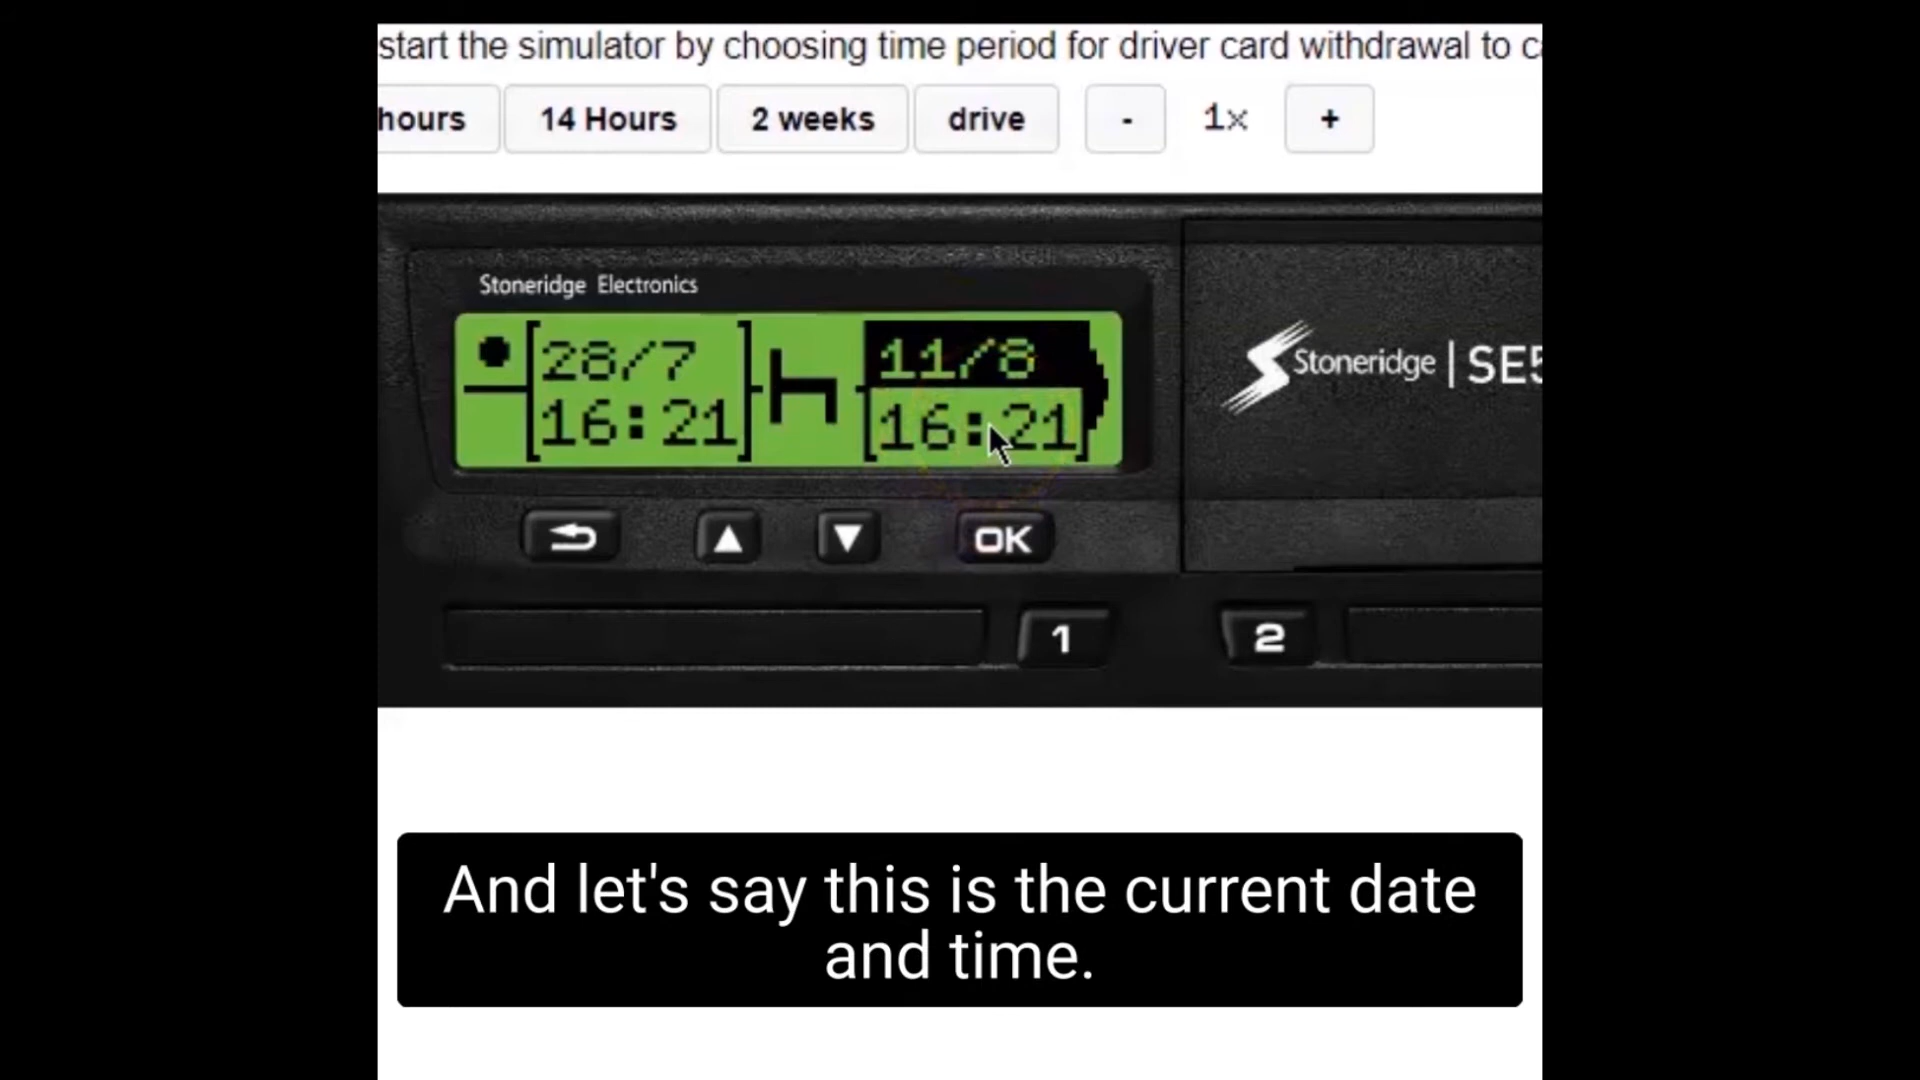 start the simulator by choosing time period for driver card withdrawal to c
hours 14 Hours 2 weeks drive - 1x +
Stoneridge Electronics
28/7 11/8
16:21 16:21
Stoneridge | SE5
OK
1 2
And let's say this is the current date
and time.